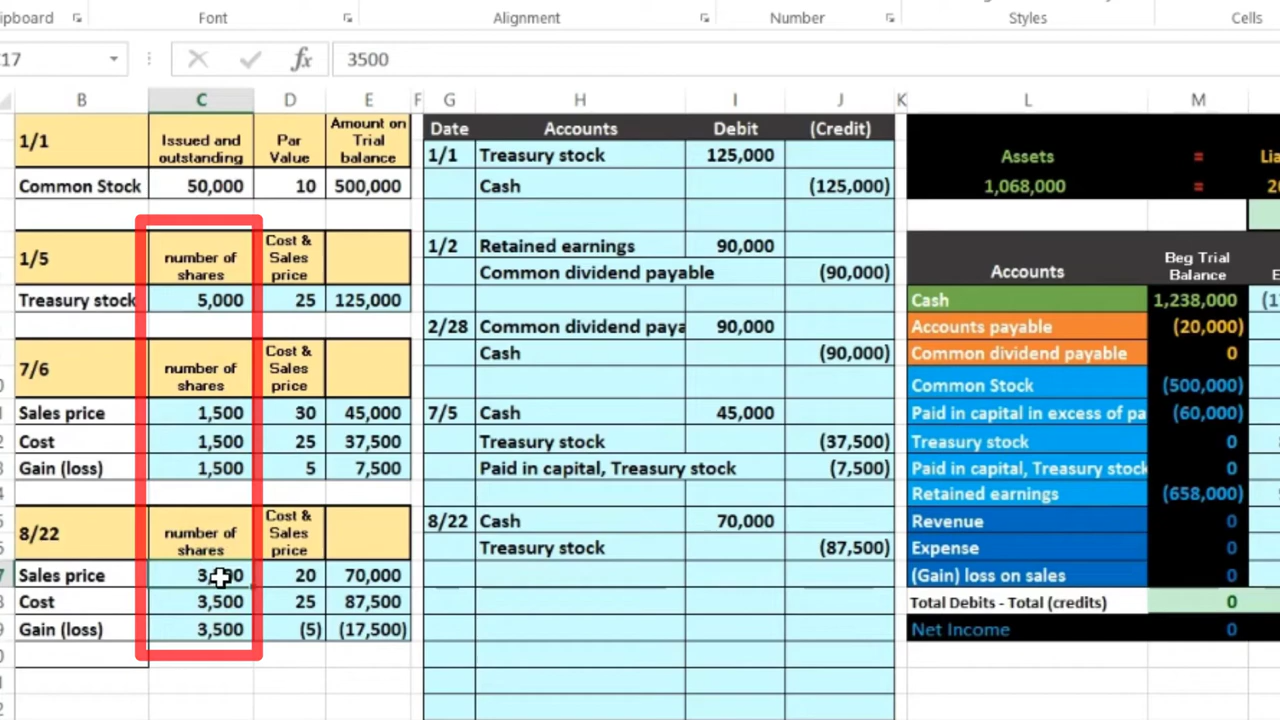 ipboard Font Alignment Number Styles Cells
17 fx 3500
B C D E F G H I J K L M
1/1 Issued and outstanding Par Value Amount on Trial balance
Common Stock 50,000 10 500,000
1/5 number of shares Cost & Sales price
Treasury stock 5,000 25 125,000
7/6 number of shares Cost & Sales price
Sales price 1,500 30 45,000
Cost 1,500 25 37,500
Gain (loss) 1,500 5 7,500
8/22 number of shares Cost & Sales price
Sales price 20 70,000
Cost 3,500 25 87,500
Gain (loss) 3,500 (5) (17,500)
Date Accounts Debit (Credit)
1/1 Treasury stock 125,000
Cash (125,000)
1/2 Retained earnings 90,000
Common dividend payable (90,000)
2/28 Common dividend paya 90,000
Cash (90,000)
7/5 Cash 45,000
Treasury stock (37,500)
Paid in capital, Treasury stock (7,500)
8/22 Cash 70,000
Treasury stock (87,500)
Assets = Lia
1,068,000 = 20
Accounts Beg Trial Balance E
Cash 1,238,000 (1
Accounts payable (20,000)
Common dividend payable 0
Common Stock (500,000)
Paid in capital in excess of pa (60,000)
Treasury stock 0
Paid in capital, Treasury stock 0
Retained earnings (658,000)
Revenue 0
Expense 0
(Gain) loss on sales 0
Total Debits - Total (credits) 0
Net Income 0